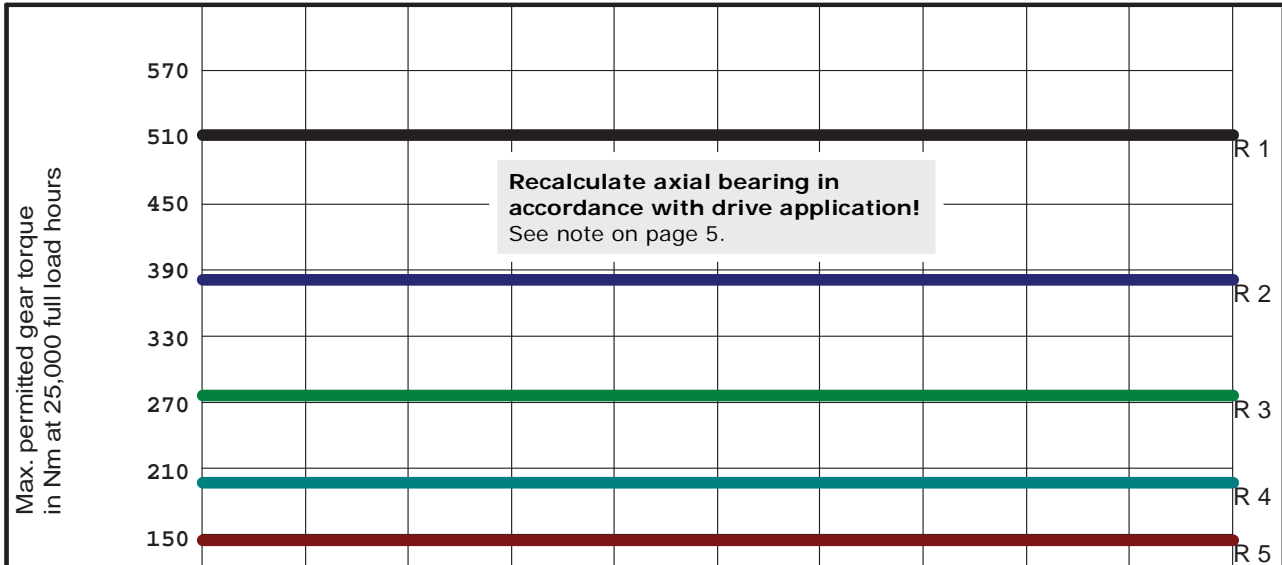 Max. permitted gear torque
in Nm at 25,000 full load hours
570
510
R 1
Recalculate axial bearing in
accordance with drive application!
See note on page 5.
450
390
R 2
330
270
R 3
210
R 4
150
R 5